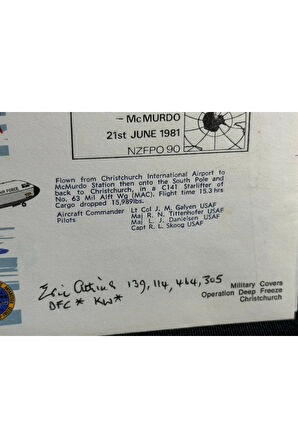 – McMURDO
21st JUNE 1981
NZFPO 90
Flown from Christchurch International Airport to
McMurdo Station then onto the South Pole and
back to Christchurch, in a C141 Starlifter of
No. 63 Mil Alft Wg (MAC). Flight time 15.3 hrs
Cargo dropped 15,989lbs.
Aircraft Commander Lt Col J. M. Galyen USAF
Pilots Maj R. N. Tittenhofer USAF
Maj L. J. Danielsen USAF
Capt R. L. Skoog USAF
Eric 139, 114, 464, 305
DFC * KW *
Military Covers
Operation Deep Freeze
Christchurch